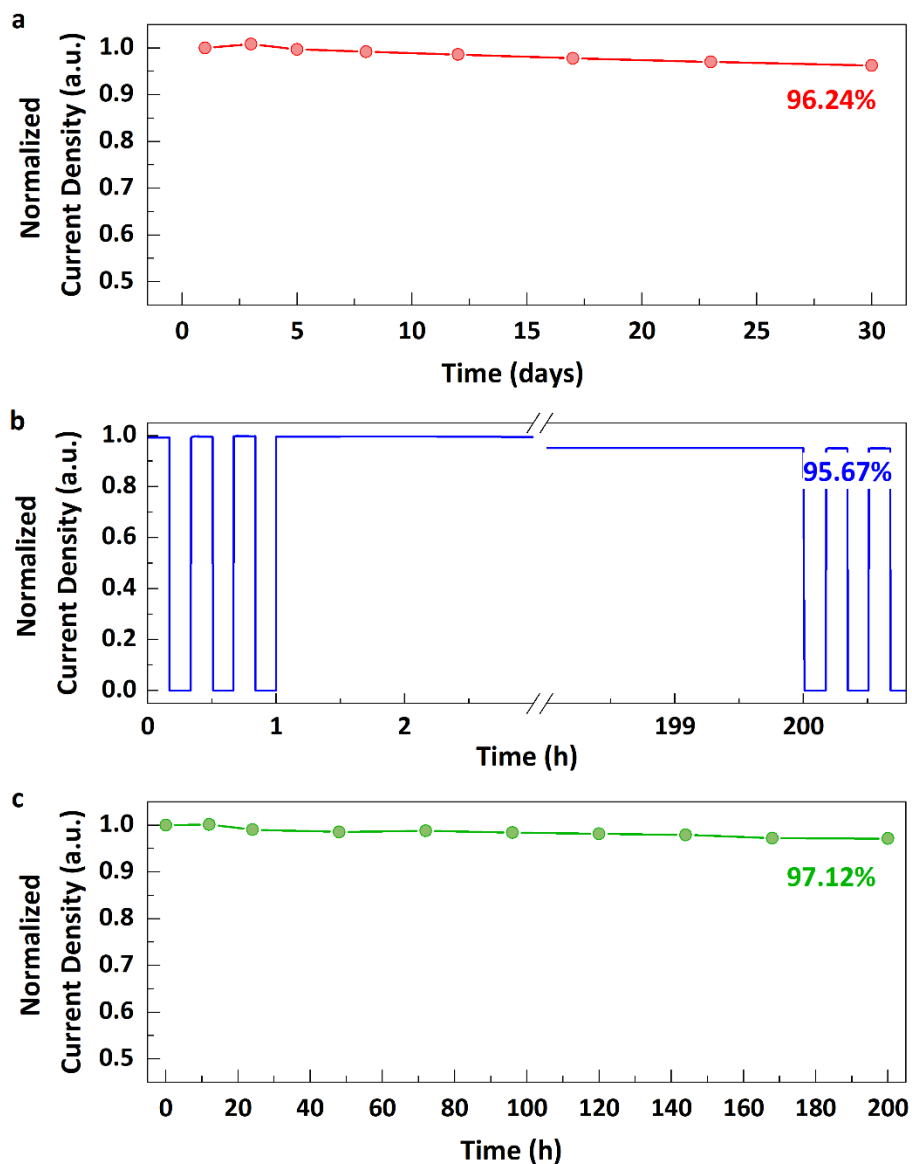 a
Normalized
Current Density (a.u.)
1.0
0.9
0.8
0.7
0.6
0.5
96.24%
0 5 10 15 20 25 30
Time (days)
b
Normalized
Current Density (a.u.)
1.0
0.8
0.6
0.4
0.2
0.0
95.67%
0 1 2 199 200
Time (h)
c
Normalized
Current Density (a.u.)
1.0
0.9
0.8
0.7
0.6
0.5
97.12%
0 20 40 60 80 100 120 140 160 180 200
Time (h)